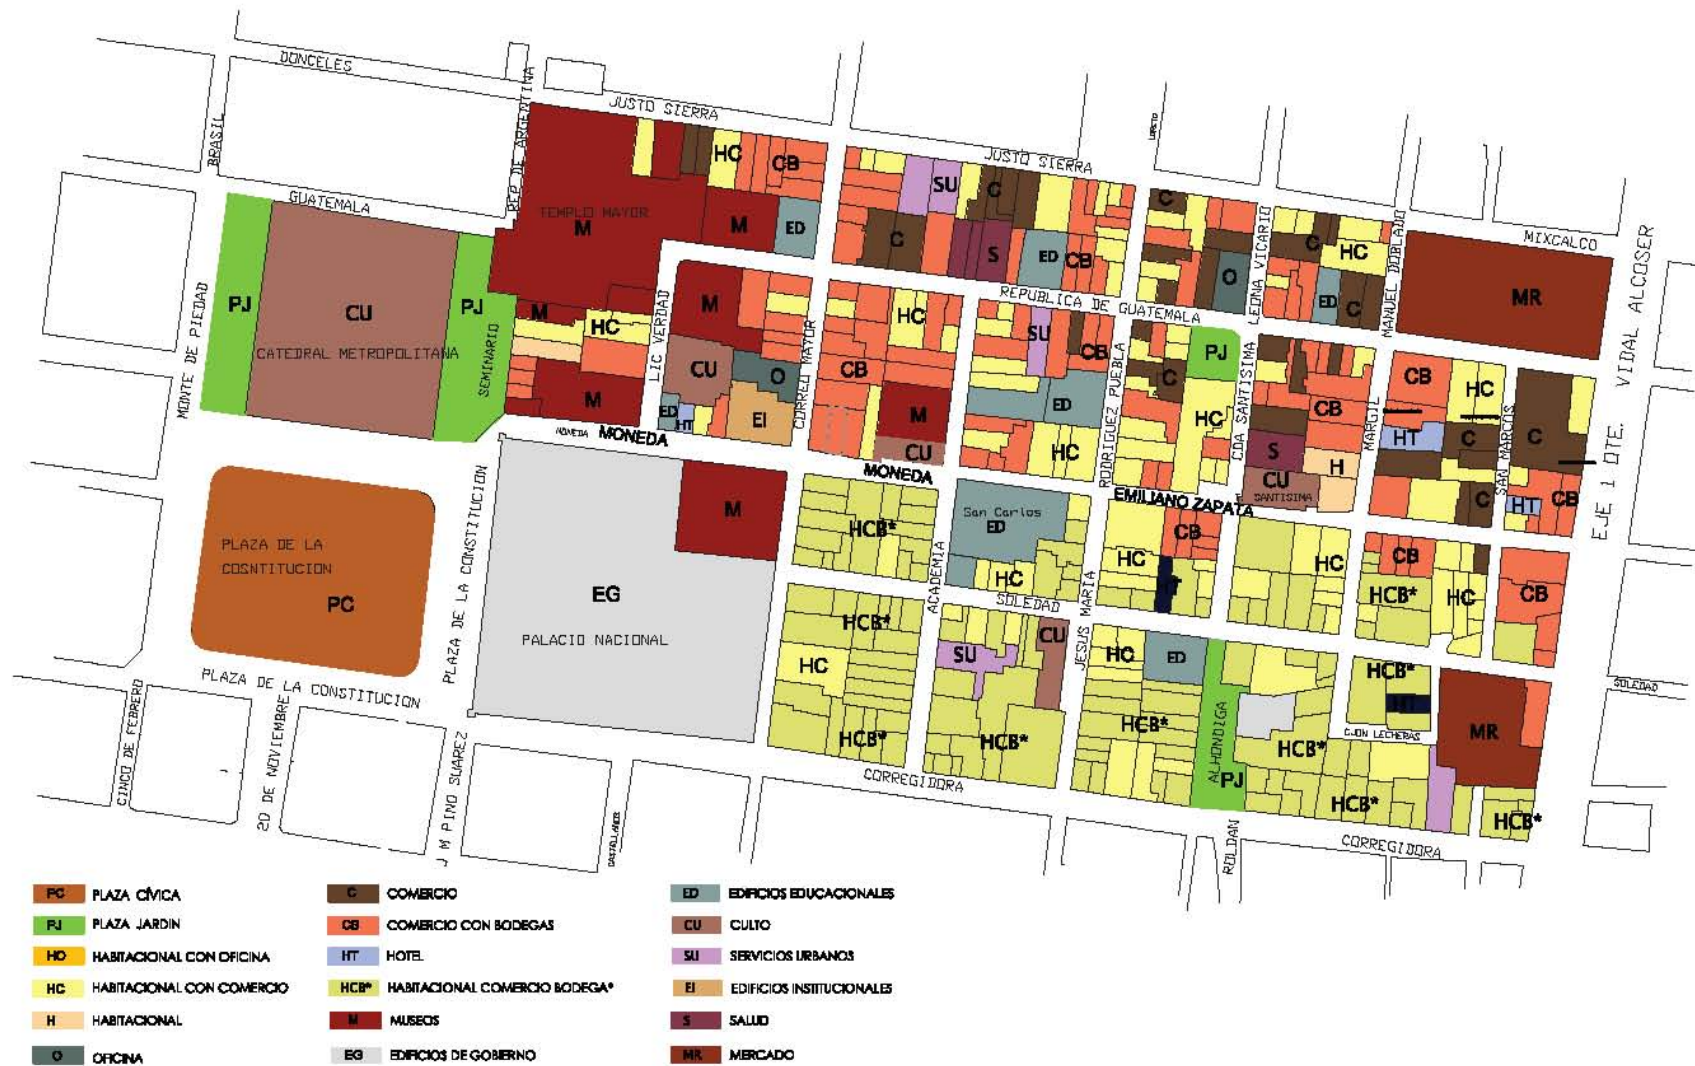 DONCELES
JUSTO SIERRA
JUSTO SIERRA
BRASIL
REP DE ARGENTINA
LORETO
GUATEMALA
TEMPLO MAYOR
M
HC
CB
M
ED
SU
C
C
S
ED
CB
C
O
LEONA VICARIO
C
HC
ED
C
MANUEL DOBLADO
MIXCALCO
MR
VIDAL ALCOSER
EJE 1 OTE.
MONTE DE PIEDAD
PJ
CU
CATEDRAL METROPOLITANA
PJ
SEMINARIO
M
HC
M
LIC VERDAD
M
CU
O
ED
HT
EI
CORREO MAYOR
REPUBLICA DE GUATEMALA
HC
CB
M
CU
SU
CB
ED
HC
RODRIGUEZ PUEBLA
C
PJ
HC
CDA SANTISIMA
CB
S
H
CU
SANTISIMA
MARGIL
CB
HC
HT
C
C
SAN MARCOS
C
HT
CB
MONEDA
MONEDA
MONEDA
EMILIANO ZAPATA
PLAZA DE LA
COSNTITUCION
PC
PLAZA DE LA CONSTITUCION
PLAZA DE LA CONSTITUCION
M
EG
PALACIO NACIONAL
HCB*
ACADEMIA
San Carlos
ED
HC
SOLEDAD
JESUS MARIA
HC
CB
HT
HC
CB
HCB*
HC
CB
HCB*
HC
HCB*
SU
CU
HCB*
HC
ED
HCB*
ALHONDIGA
PJ
HCB*
HCB*
HCB*
HT
CJON LECHERAS
MR
HCB*
SOLEDAD
CORREGIDORA
CORREGIDORA
CINCO DE FEBRERO
20 DE NOVIEMBRE
J M PINO SUAREZ
ROLDAN
PC PLAZA CÍVICA
PJ PLAZA JARDIN
HO HABITACIONAL CON OFICINA
HC HABITACIONAL CON COMERCIO
H HABITACIONAL
O OFICINA
C COMERCIO
CB COMERCIO CON BODEGAS
HT HOTEL
HCB* HABITACIONAL COMERCIO BODEGA*
M MUSEOS
EG EDIFICIOS DE GOBIERNO
ED EDIFICIOS EDUCACIONALES
CU CULTO
SU SERVICIOS URBANOS
EI EDIFICIOS INSTITUCIONALES
S SALUD
MR MERCADO